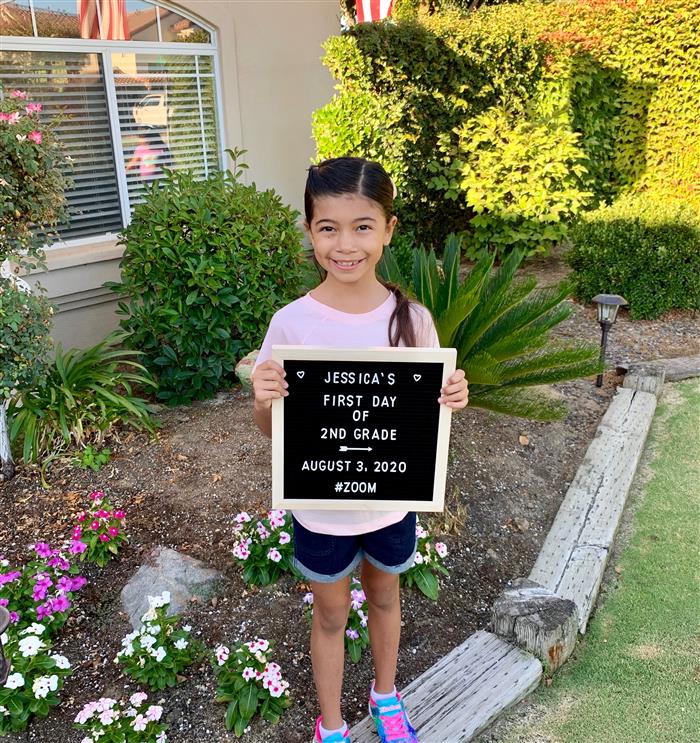 ♡ JESSICA'S ♡
FIRST DAY
OF
2ND GRADE
AUGUST 3, 2020
#ZOOM